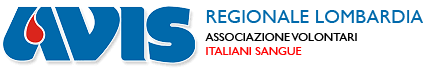 AVIS
REGIONALE LOMBARDIA
ASSOCIAZIONE VOLONTARI
ITALIANI SANGUE